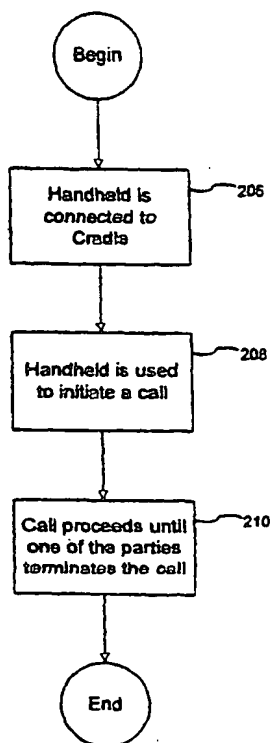 Begin
Handheld is
connected to
Cradle
206
Handheld is used
to initiate a call
208
Call proceeds until
one of the parties
terminates the call
210
End